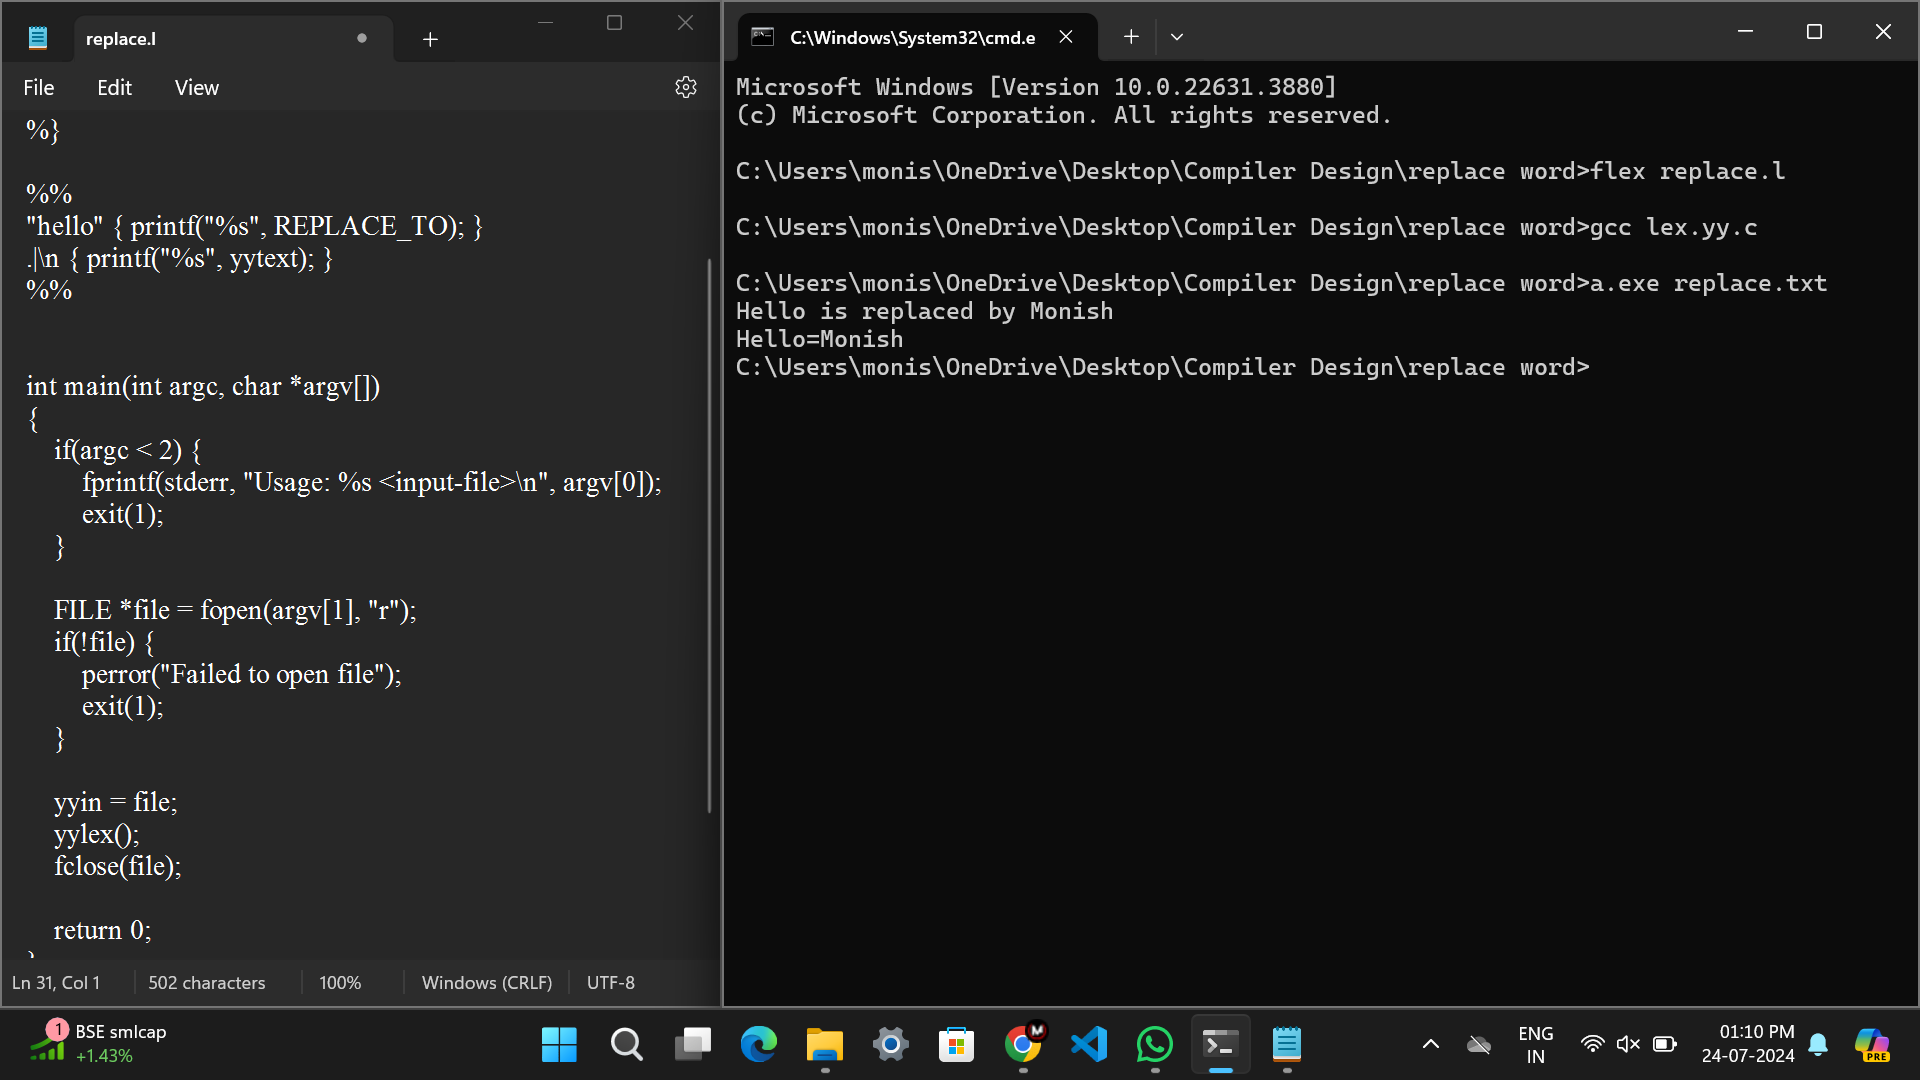 replace.l
File Edit View
%}
%%
"hello" { printf("%s", REPLACE_TO); }
.|\n { printf("%s", yytext); }
%%
int main(int argc, char *argv[])
{
if(argc < 2) {
fprintf(stderr, "Usage: %s <input-file>\n", argv[0]);
exit(1);
}
FILE *file = fopen(argv[1], "r");
if(!file) {
perror("Failed to open file");
exit(1);
}
yyin = file;
yylex();
fclose(file);
return 0;
Ln 31, Col 1 502 characters 100% Windows (CRLF) UTF-8
C:\Windows\System32\cmd.e
Microsoft Windows [Version 10.0.22631.3880]
(c) Microsoft Corporation. All rights reserved.
C:\Users\monis\OneDrive\Desktop\Compiler Design\replace word>flex replace.l
C:\Users\monis\OneDrive\Desktop\Compiler Design\replace word>gcc lex.yy.c
C:\Users\monis\OneDrive\Desktop\Compiler Design\replace word>a.exe replace.txt
Hello is replaced by Monish
Hello=Monish
C:\Users\monis\OneDrive\Desktop\Compiler Design\replace word>
1
BSE smlcap
+1.43%
M
ENG
IN
01:10 PM
24-07-2024
PRE